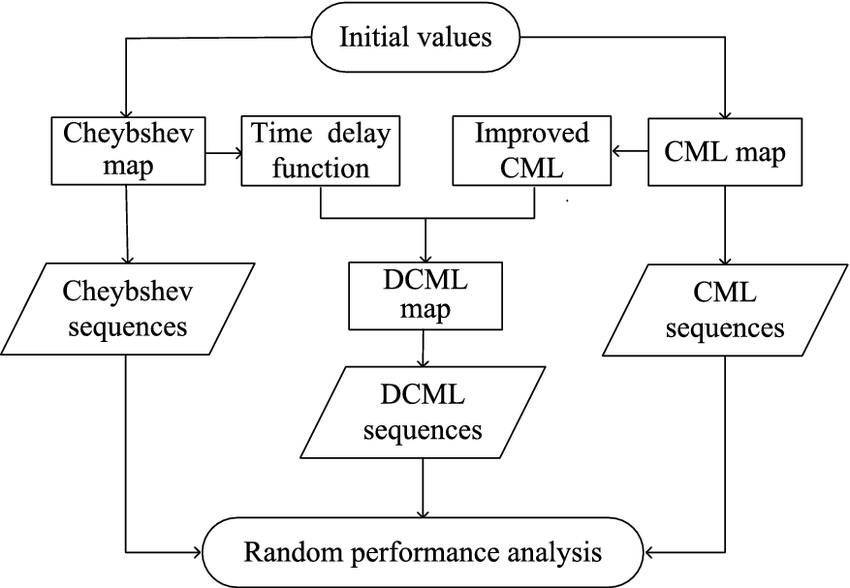 Initial values
Cheybshev
map
Time delay
function
Improved
CML
CML map
Cheybshev
sequences
DCML
map
CML
sequences
DCML
sequences
Random performance analysis